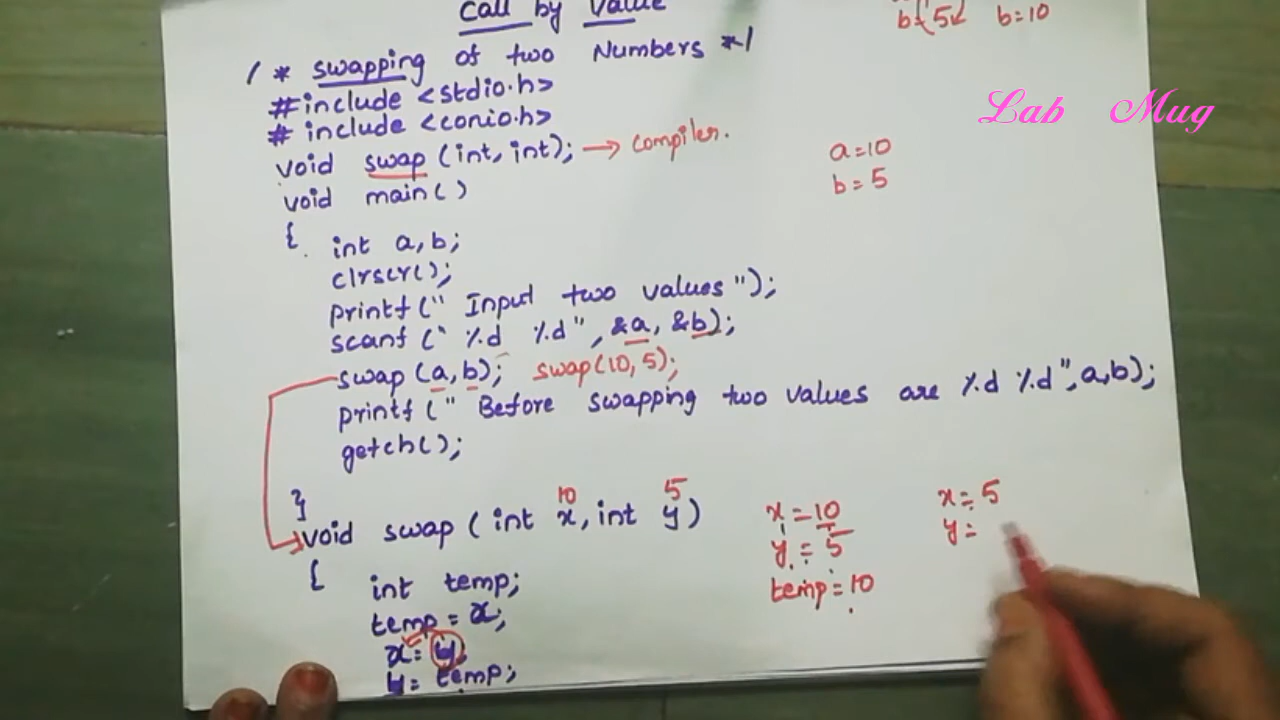 Call by Value
b=5 b=10
/* swapping of two Numbers */
#include <stdio.h>
# include <conio.h>
Lab Mug
void swap (int, int); → compiler.
a=10
b=5
void main()
{
int a,b;
clrscr();
printf(" Input two values");
scanf (" %d %d", &a, &b);
swap (a,b); swap(10,5);
printf (" Before swapping two values are %d %d",a,b);
getch();
}
10 5
void swap (int x, int y)
x=10
y=5
temp=10
x=5
y=
{
int temp;
temp=x;
x=y;
y=temp;